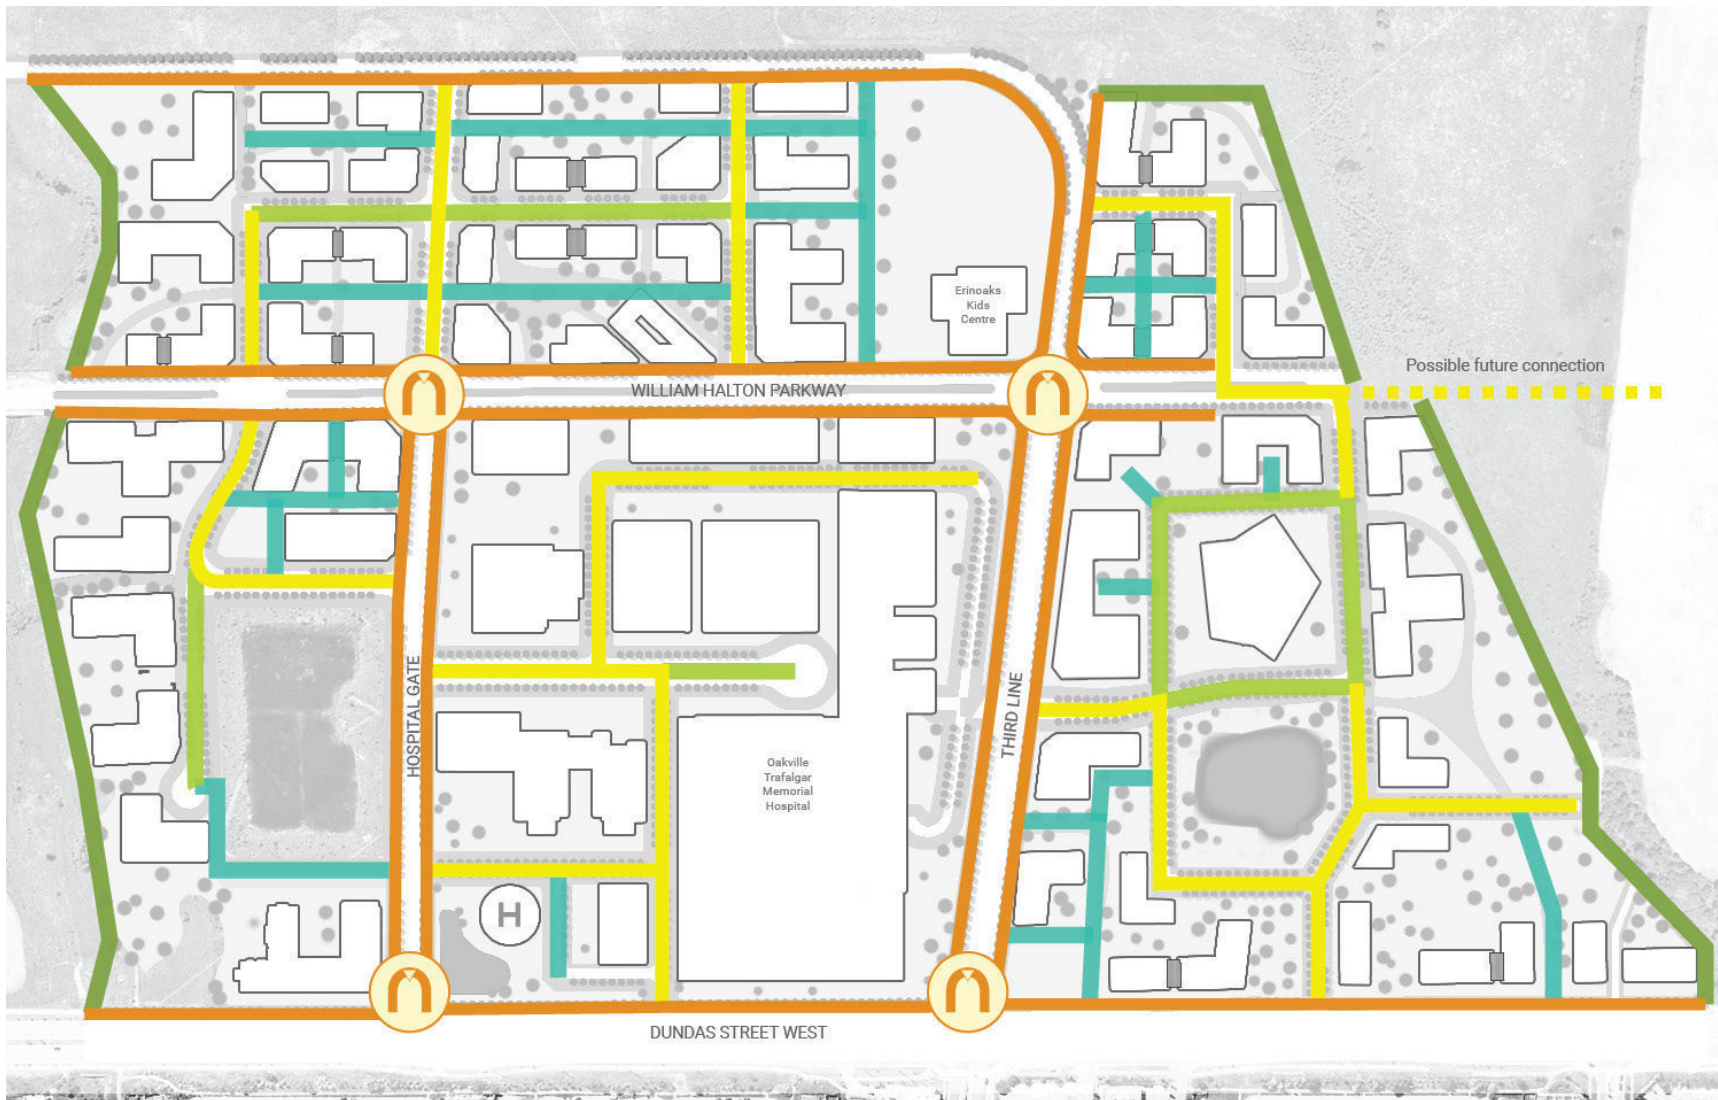 Erinoaks
Kids
Centre
Possible future connection
WILLIAM HALTON PARKWAY
HOSPITAL GATE
THIRD LINE
Oakville
Trafalgar
Memorial
Hospital
H
DUNDAS STREET WEST